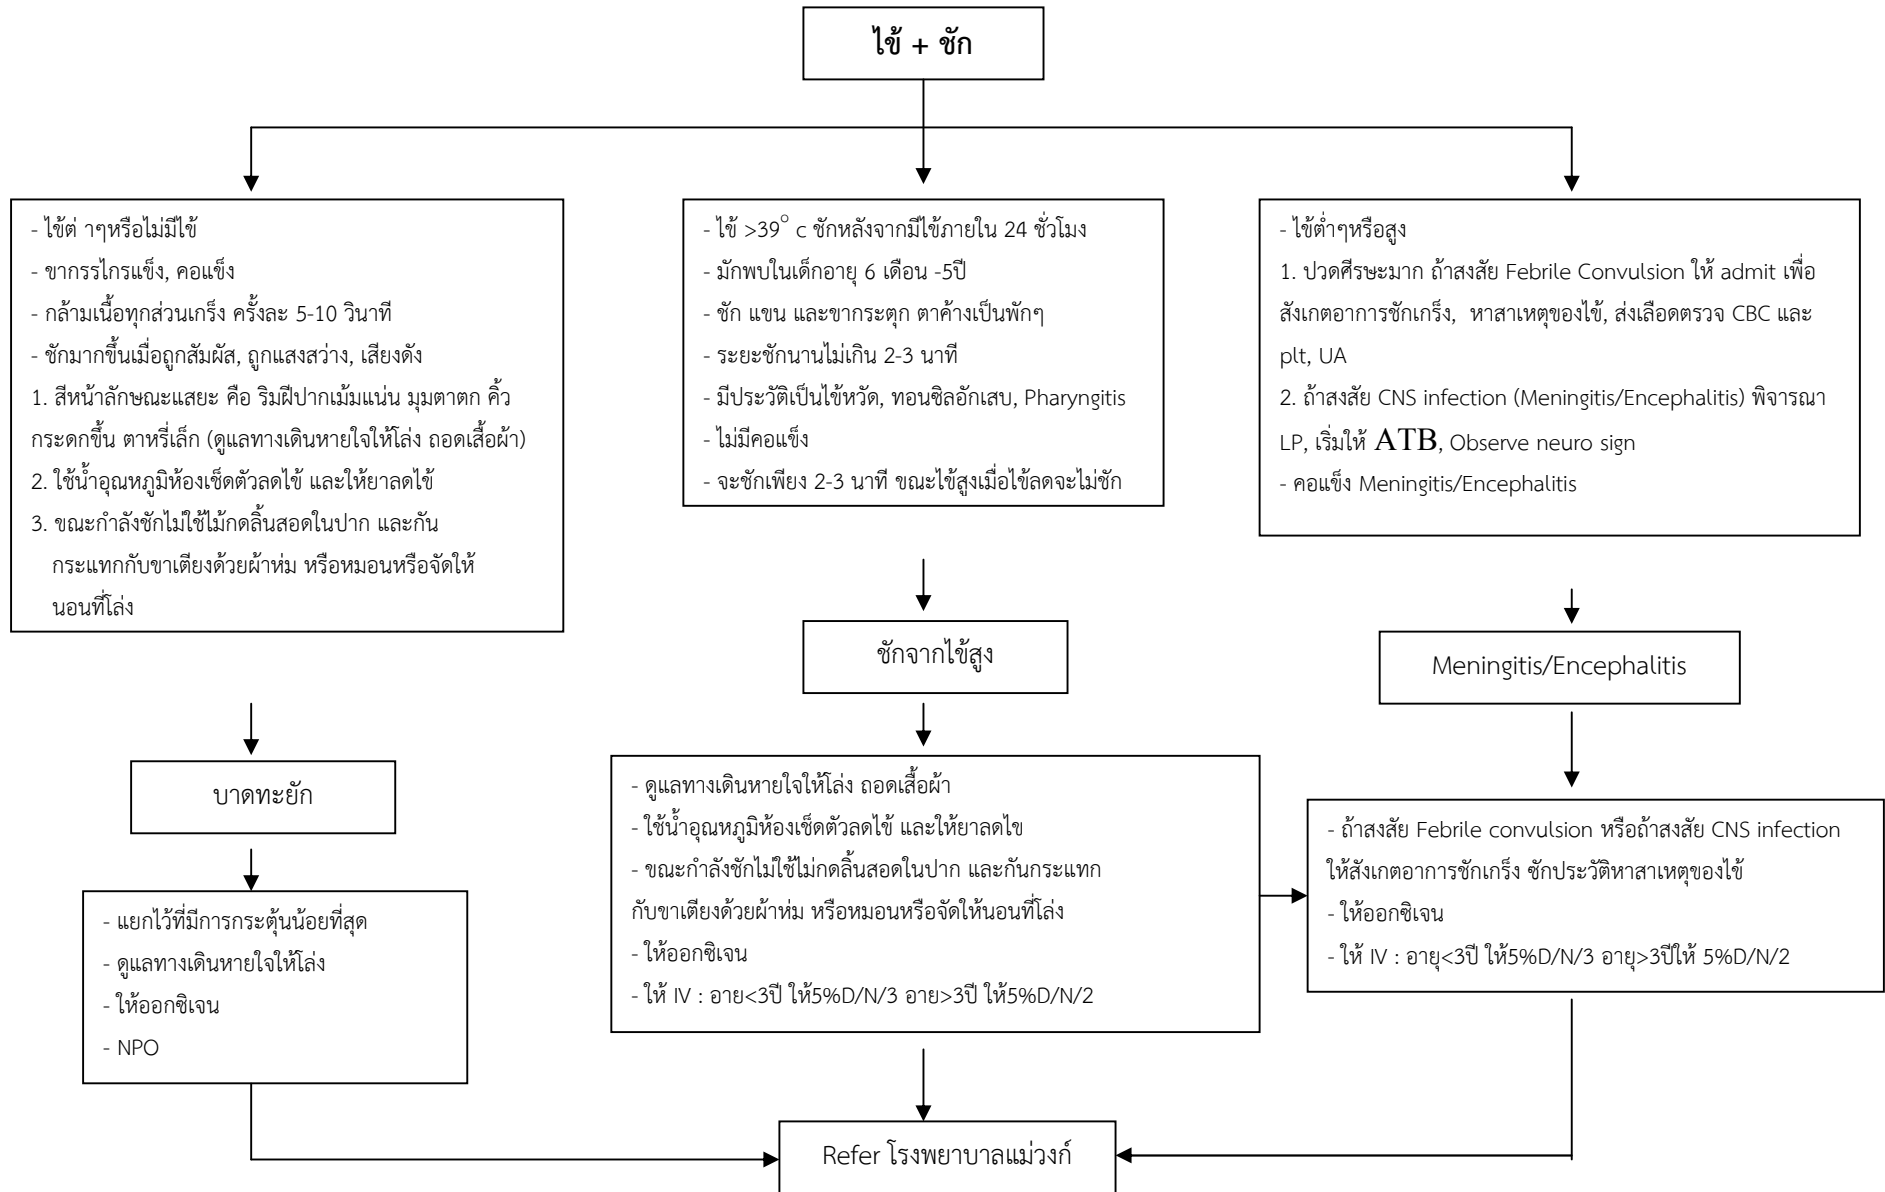 ไข้ + ชัก
- ไข้ต่ าๆหรือไม่มีไข้
- ขากรรไกรแข็ง, คอแข็ง
- กล้ามเนื้อทุกส่วนเกร็ง ครั้งละ 5-10 วินาที
- ชักมากขึ้นเมื่อถูกสัมผัส, ถูกแสงสว่าง, เสียงดัง
1. สีหน้าลักษณะแสยะ คือ ริมฝีปากเม้มแน่น มุมตาตก คิ้ว
กระดกขึ้น ตาหรี่เล็ก (ดูแลทางเดินหายใจให้โล่ง ถอดเสื้อผ้า)
2. ใช้น้ำอุณหภูมิห้องเช็ดตัวลดไข้ และให้ยาลดไข้
3. ขณะกำลังชักไม่ใช้ไม้กดลิ้นสอดในปาก และกัน
กระแทกกับขาเตียงด้วยผ้าห่ม หรือหมอนหรือจัดให้
นอนที่โล่ง
- ไข้ >39° c ชักหลังจากมีไข้ภายใน 24 ชั่วโมง
- มักพบในเด็กอายุ 6 เดือน -5ปี
- ชัก แขน และขากระตุก ตาค้างเป็นพักๆ
- ระยะชักนานไม่เกิน 2-3 นาที
- มีประวัติเป็นไข้หวัด, ทอนซิลอักเสบ, Pharyngitis
- ไม่มีคอแข็ง
- จะชักเพียง 2-3 นาที ขณะไข้สูงเมื่อไข้ลดจะไม่ชัก
- ไข้ต่ำๆหรือสูง
1. ปวดศีรษะมาก ถ้าสงสัย Febrile Convulsion ให้ admit เพื่อ
สังเกตอาการชักเกร็ง, หาสาเหตุของไข้, ส่งเลือดตรวจ CBC และ
plt, UA
2. ถ้าสงสัย CNS infection (Meningitis/Encephalitis) พิจารณา
LP, เริ่มให้ ATB, Observe neuro sign
- คอแข็ง Meningitis/Encephalitis
บาดทะยัก
ชักจากไข้สูง
Meningitis/Encephalitis
- แยกไว้ที่มีการกระตุ้นน้อยที่สุด
- ดูแลทางเดินหายใจให้โล่ง
- ให้ออกซิเจน
- NPO
- ดูแลทางเดินหายใจให้โล่ง ถอดเสื้อผ้า
- ใช้น้ำอุณหภูมิห้องเช็ดตัวลดไข้ และให้ยาลดไข
- ขณะกำลังชักไม่ใช้ไม่กดลิ้นสอดในปาก และกันกระแทก
กับขาเตียงด้วยผ้าห่ม หรือหมอนหรือจัดให้นอนที่โล่ง
- ให้ออกซิเจน
- ให้ IV : อาย<3ปี ให้5%D/N/3 อาย>3ปี ให้5%D/N/2
- ถ้าสงสัย Febrile convulsion หรือถ้าสงสัย CNS infection
ให้สังเกตอาการชักเกร็ง ซักประวัติหาสาเหตุของไข้
- ให้ออกซิเจน
- ให้ IV : อายุ<3ปี ให้5%D/N/3 อายุ>3ปีให้ 5%D/N/2
Refer โรงพยาบาลแม่วงก์